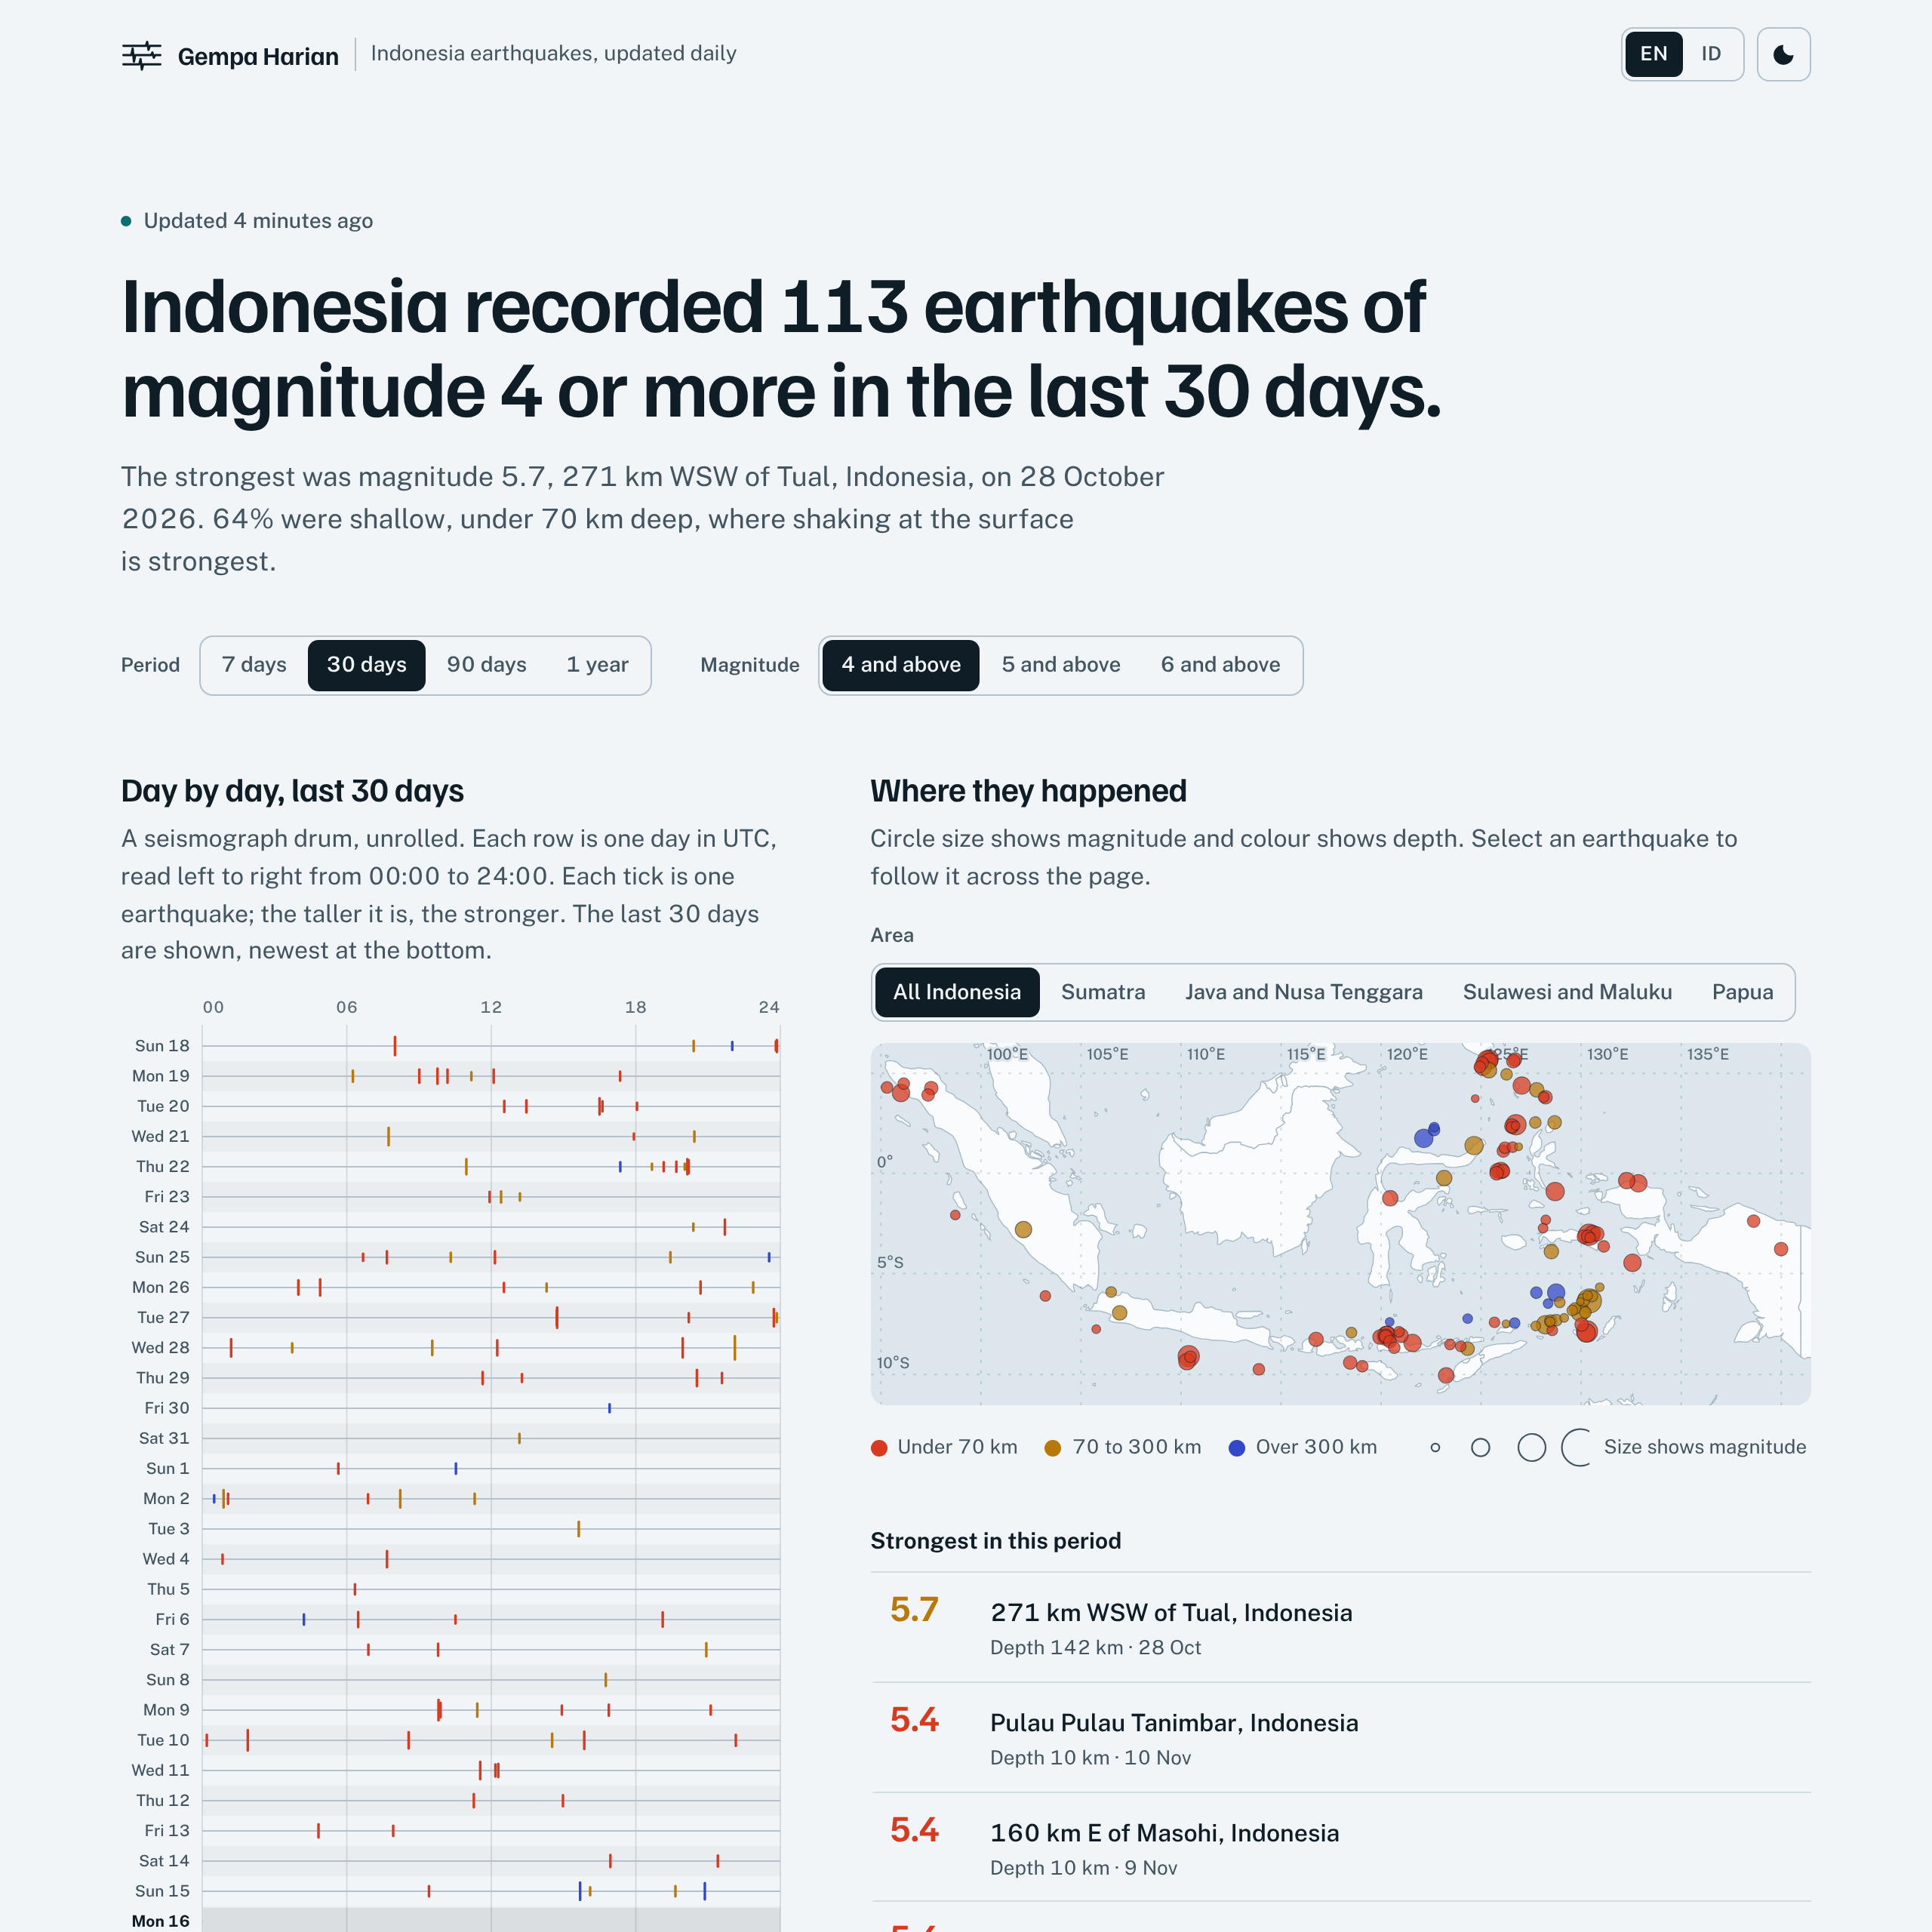 Gempa Harian
Indonesia earthquakes, updated daily
EN
ID
Updated 4 minutes ago
Indonesia recorded 113 earthquakes of
magnitude 4 or more in the last 30 days.
The strongest was magnitude 5.7, 271 km WSW of Tual, Indonesia, on 28 October
2026. 64% were shallow, under 70 km deep, where shaking at the surface
is strongest.
Period
7 days
30 days
90 days
1 year
Magnitude
4 and above
5 and above
6 and above
Day by day, last 30 days
A seismograph drum, unrolled. Each row is one day in UTC,
read left to right from 00:00 to 24:00. Each tick is one
earthquake; the taller it is, the stronger. The last 30 days
are shown, newest at the bottom.
00
06
12
18
24
Sun 18
Mon 19
Tue 20
Wed 21
Thu 22
Fri 23
Sat 24
Sun 25
Mon 26
Tue 27
Wed 28
Thu 29
Fri 30
Sat 31
Sun 1
Mon 2
Tue 3
Wed 4
Thu 5
Fri 6
Sat 7
Sun 8
Mon 9
Tue 10
Wed 11
Thu 12
Fri 13
Sat 14
Sun 15
Mon 16
Where they happened
Circle size shows magnitude and colour shows depth. Select an earthquake to
follow it across the page.
Area
All Indonesia
Sumatra
Java and Nusa Tenggara
Sulawesi and Maluku
Papua
100°E
105°E
110°E
115°E
120°E
125°E
130°E
135°E
0°
5°S
10°S
Under 70 km
70 to 300 km
Over 300 km
Size shows magnitude
Strongest in this period
5.7
271 km WSW of Tual, Indonesia
Depth 142 km · 28 Oct
5.4
Pulau Pulau Tanimbar, Indonesia
Depth 10 km · 10 Nov
5.4
160 km E of Masohi, Indonesia
Depth 10 km · 9 Nov